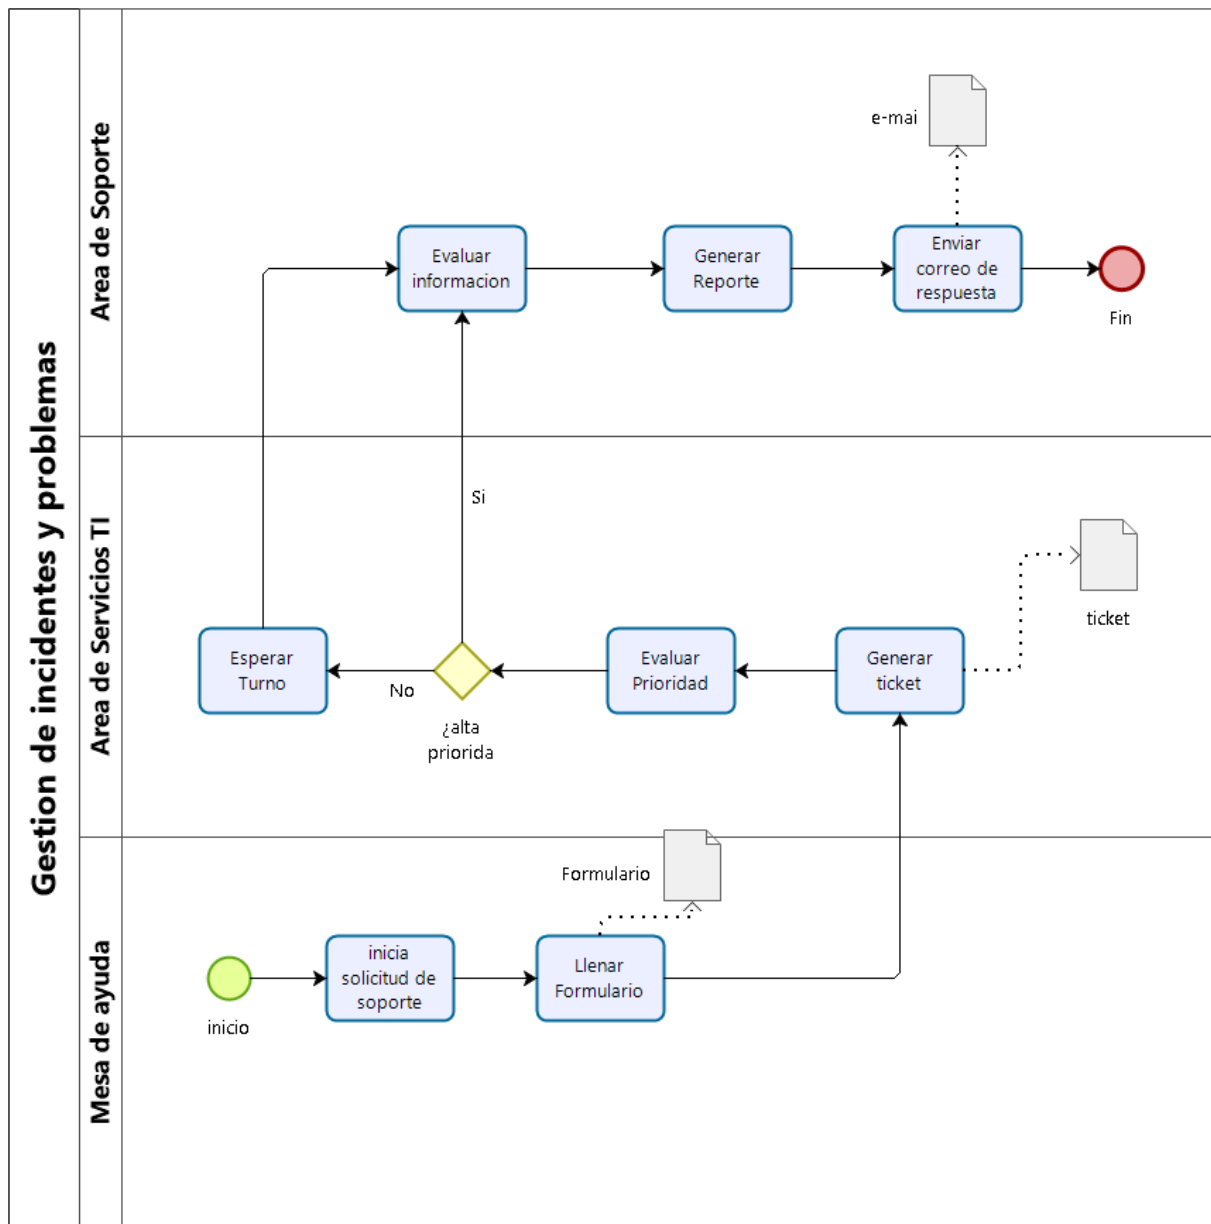 Gestion de incidentes y problemas
Area de Soporte
e-mai
Evaluar
informacion
Generar
Reporte
Enviar
correo de
respuesta
Fin
Area de Servicios TI
Si
Esperar
Turno
No
¿alta
priorida
Evaluar
Prioridad
Generar
ticket
ticket
Mesa de ayuda
Formulario
inicio
inicia
solicitud de
soporte
Llenar
Formulario